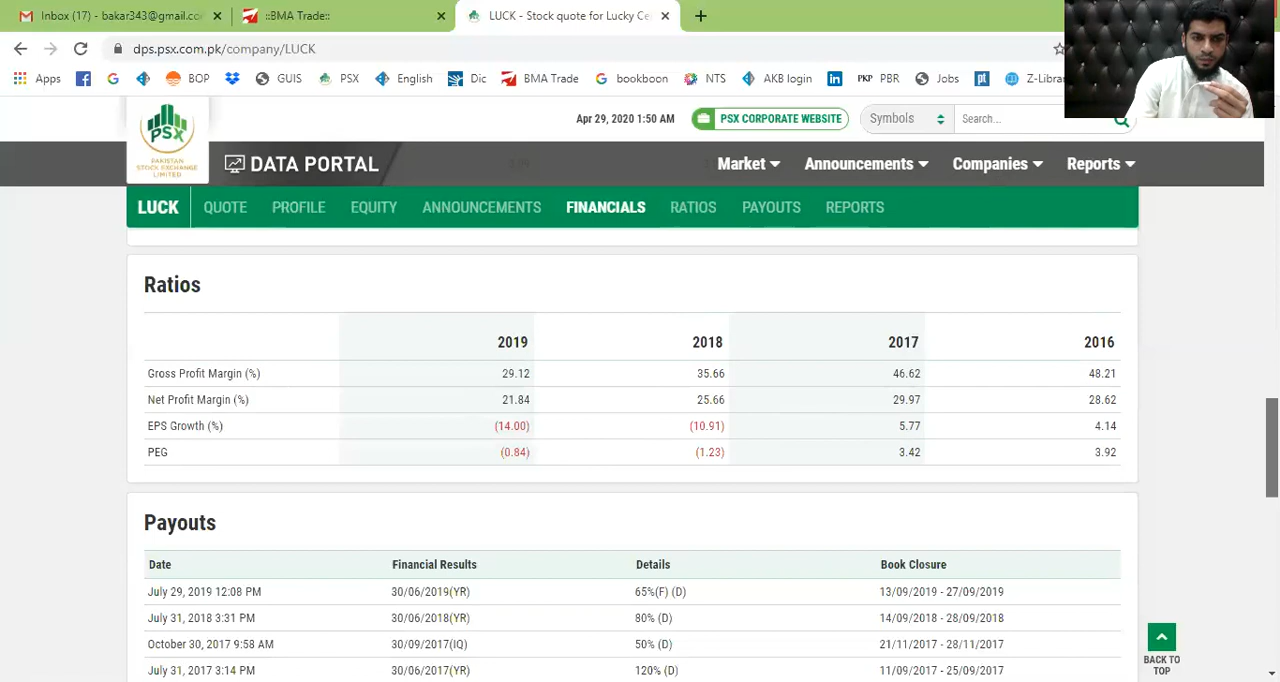 Inbox (17) - bakar343@gmail.co
::BMA Trade::
LUCK - Stock quote for Lucky Ce
dps.psx.com.pk/company/LUCK
Apps G BOP GUIS PSX English Dic BMA Trade bookboon NTS AKB login in PKP PBR Jobs pt Z-Libra
PSX
PAKISTAN
STOCK EXCHANGE
LIMITED
Apr 29, 2020 1:50 AM
PSX CORPORATE WEBSITE
Symbols
Search...
DATA PORTAL
Market Announcements Companies Reports
LUCK QUOTE PROFILE EQUITY ANNOUNCEMENTS FINANCIALS RATIOS PAYOUTS REPORTS
Ratios
2019 2018 2017 2016
Gross Profit Margin (%) 29.12 35.66 46.62 48.21
Net Profit Margin (%) 21.84 25.66 29.97 28.62
EPS Growth (%) (14.00) (10.91) 5.77 4.14
PEG (0.84) (1.23) 3.42 3.92
Payouts
Date Financial Results Details Book Closure
July 29, 2019 12:08 PM 30/06/2019(YR) 65%(F) (D) 13/09/2019 - 27/09/2019
July 31, 2018 3:31 PM 30/06/2018(YR) 80% (D) 14/09/2018 - 28/09/2018
October 30, 2017 9:58 AM 30/09/2017(IQ) 50% (D) 21/11/2017 - 28/11/2017
July 31, 2017 3:14 PM 30/06/2017(YR) 120% (D) 11/09/2017 - 25/09/2017
BACK TO
TOP